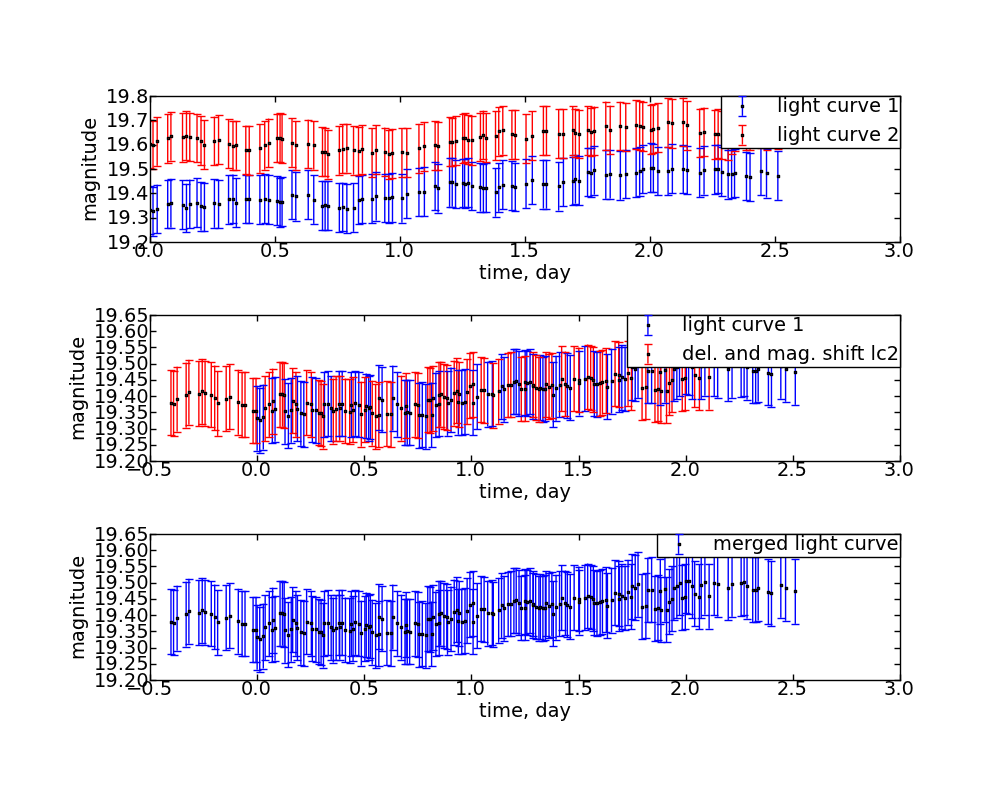 19.8
19.7
19.6
19.5
19.4
19.3
19.2
magnitude
light curve 1
light curve 2
0.0 0.5 1.0 1.5 2.0 2.5 3.0
time, day
19.65
19.60
19.55
19.50
19.45
19.40
19.35
19.30
19.25
19.20
magnitude
light curve 1
del. and mag. shift lc2
−0.5 0.0 0.5 1.0 1.5 2.0 2.5 3.0
time, day
19.65
19.60
19.55
19.50
19.45
19.40
19.35
19.30
19.25
19.20
magnitude
merged light curve
−0.5 0.0 0.5 1.0 1.5 2.0 2.5 3.0
time, day